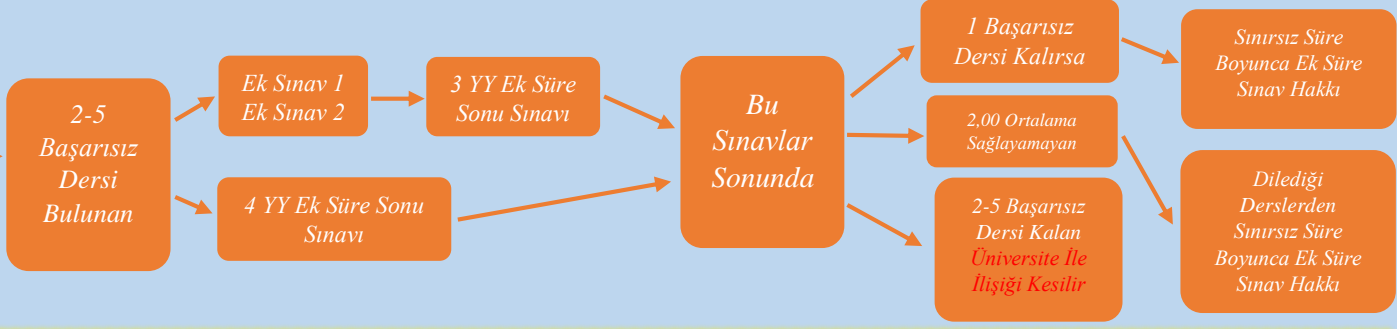 2-5
Başarısız
Dersi
Bulunan
Ek Sınav 1
Ek Sınav 2
3 YY Ek Süre
Sonu Sınavı
4 YY Ek Süre Sonu
Sınavı
Bu
Sınavlar
Sonunda
1 Başarısız
Dersi Kalırsa
2,00 Ortalama
Sağlayamayan
2-5 Başarısız
Dersi Kalan
Üniversite İle
İlişiği Kesilir
Sınırsız Süre
Boyunca Ek Süre
Sınav Hakkı
Dilediği
Derslerden
Sınırsız Süre
Boyunca Ek Süre
Sınav Hakkı